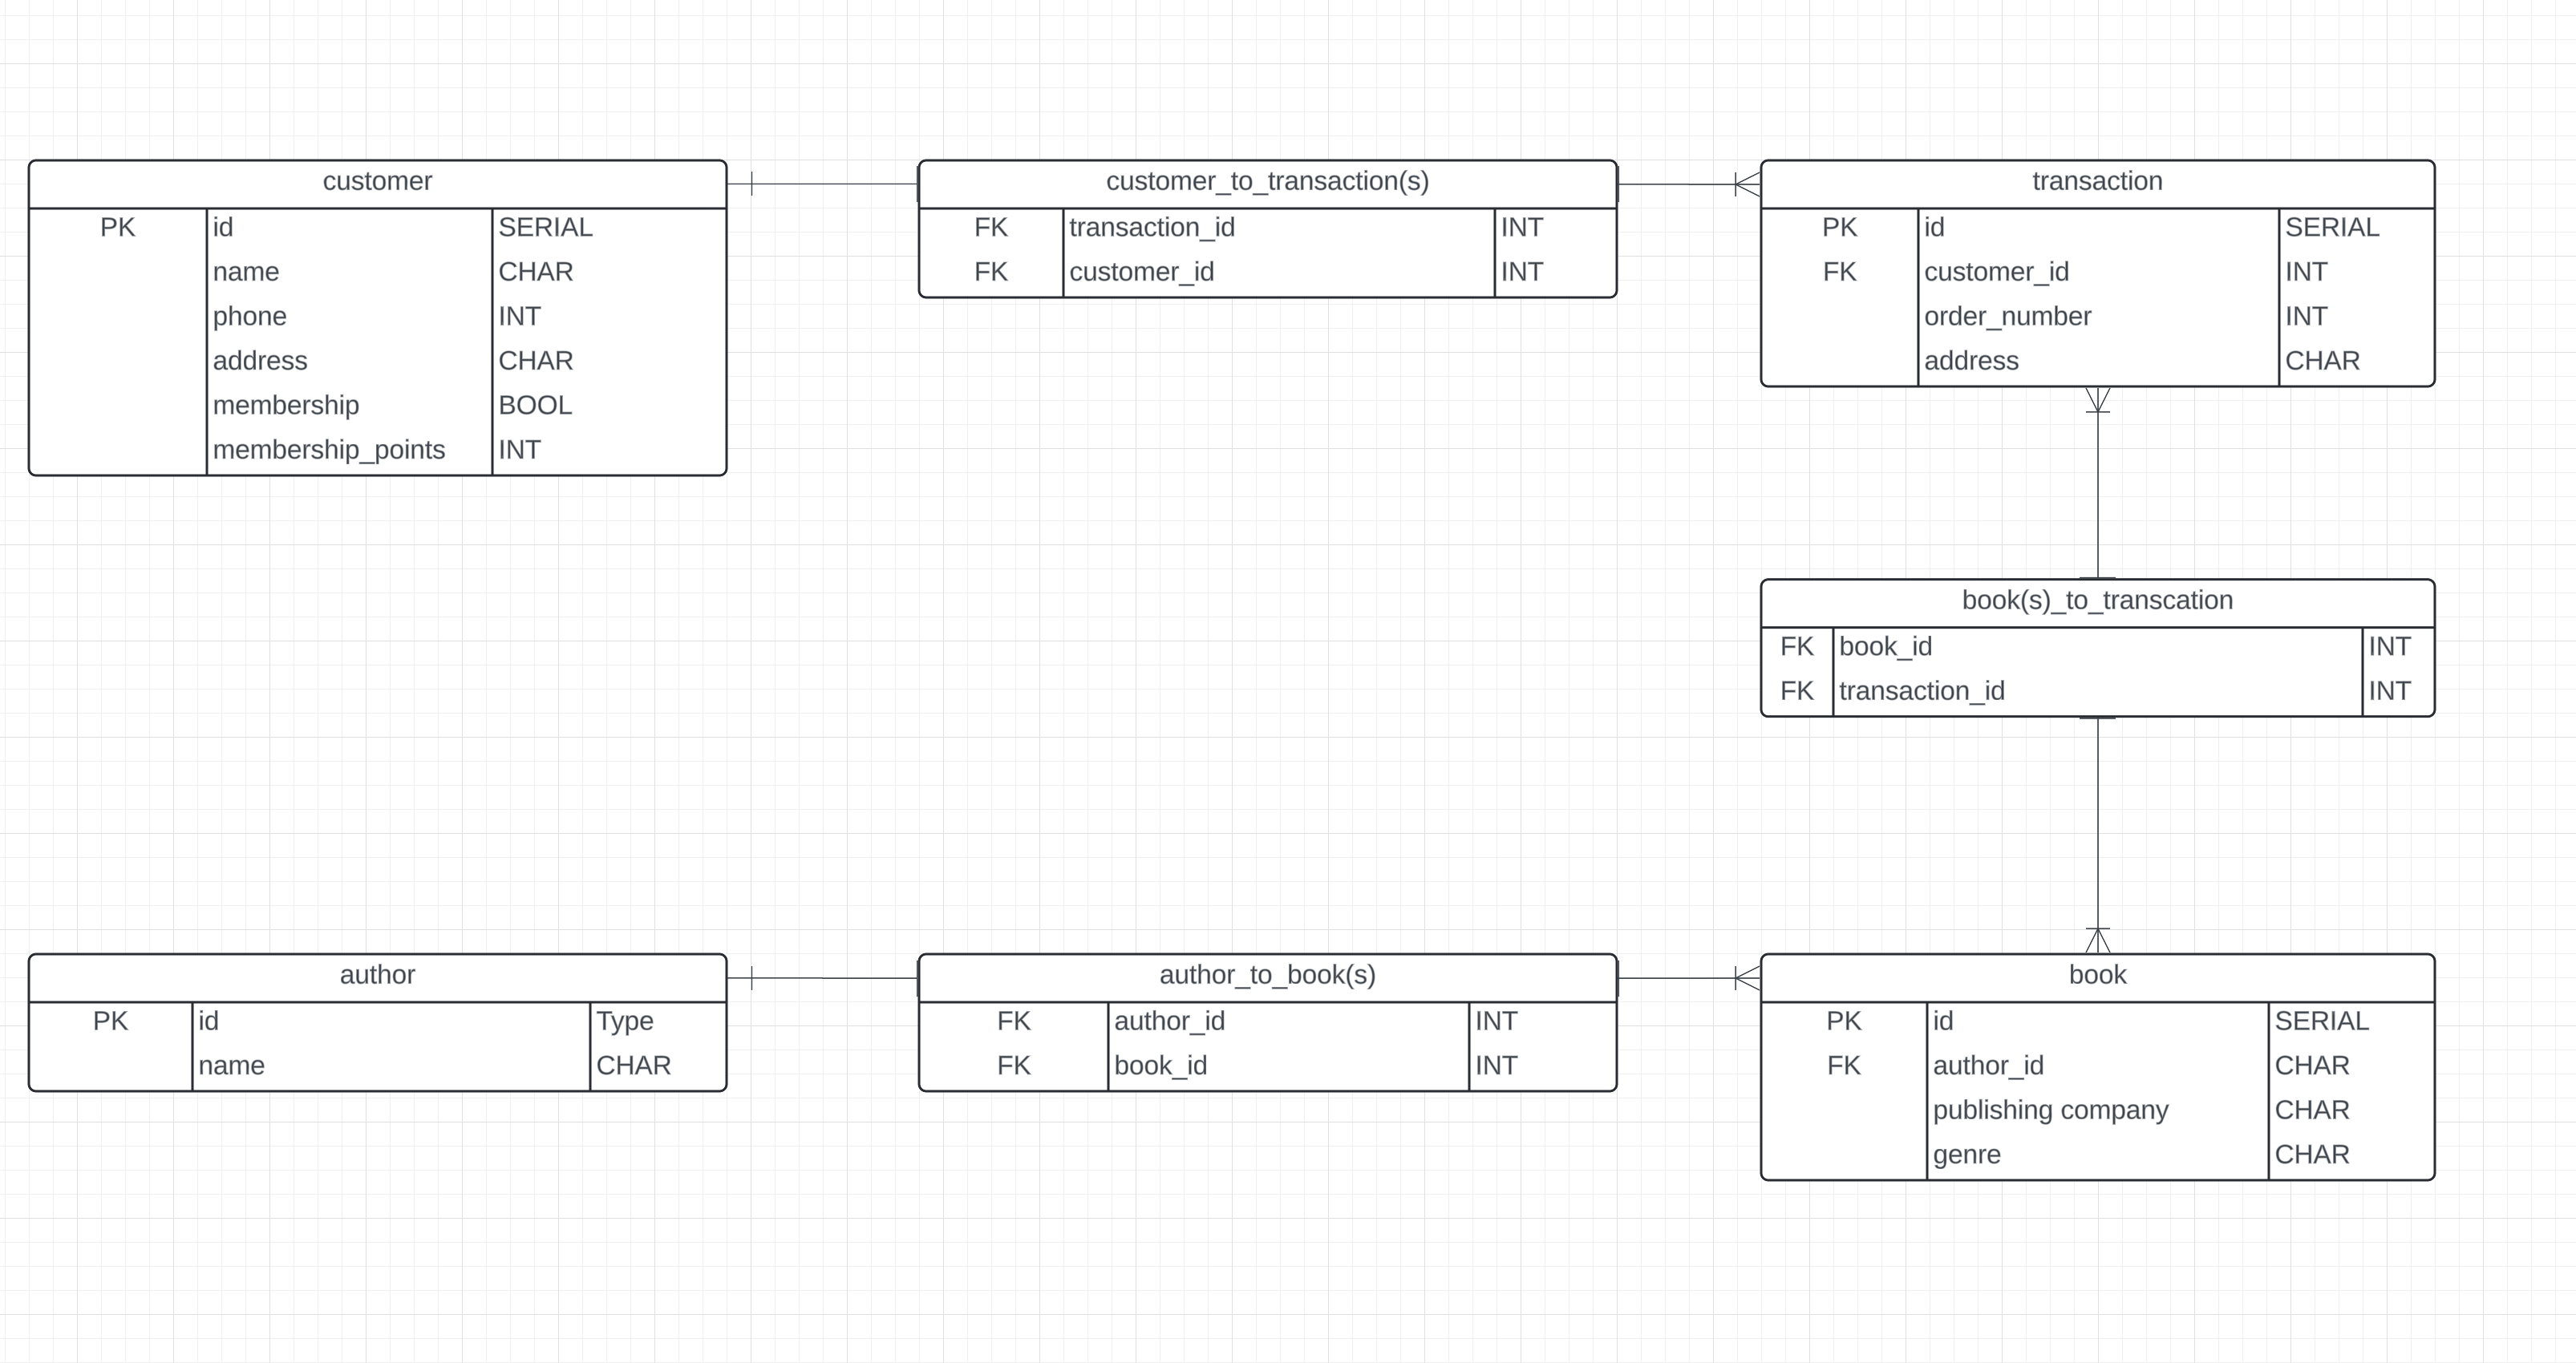 customer
PK id SERIAL
name CHAR
phone INT
address CHAR
membership BOOL
membership_points INT
customer_to_transaction(s)
FK transaction_id INT
FK customer_id INT
transaction
PK id SERIAL
FK customer_id INT
order_number INT
address CHAR
book(s)_to_transcation
FK book_id INT
FK transaction_id INT
author
PK id Type
name CHAR
author_to_book(s)
FK author_id INT
FK book_id INT
book
PK id SERIAL
FK author_id CHAR
publishing company CHAR
genre CHAR